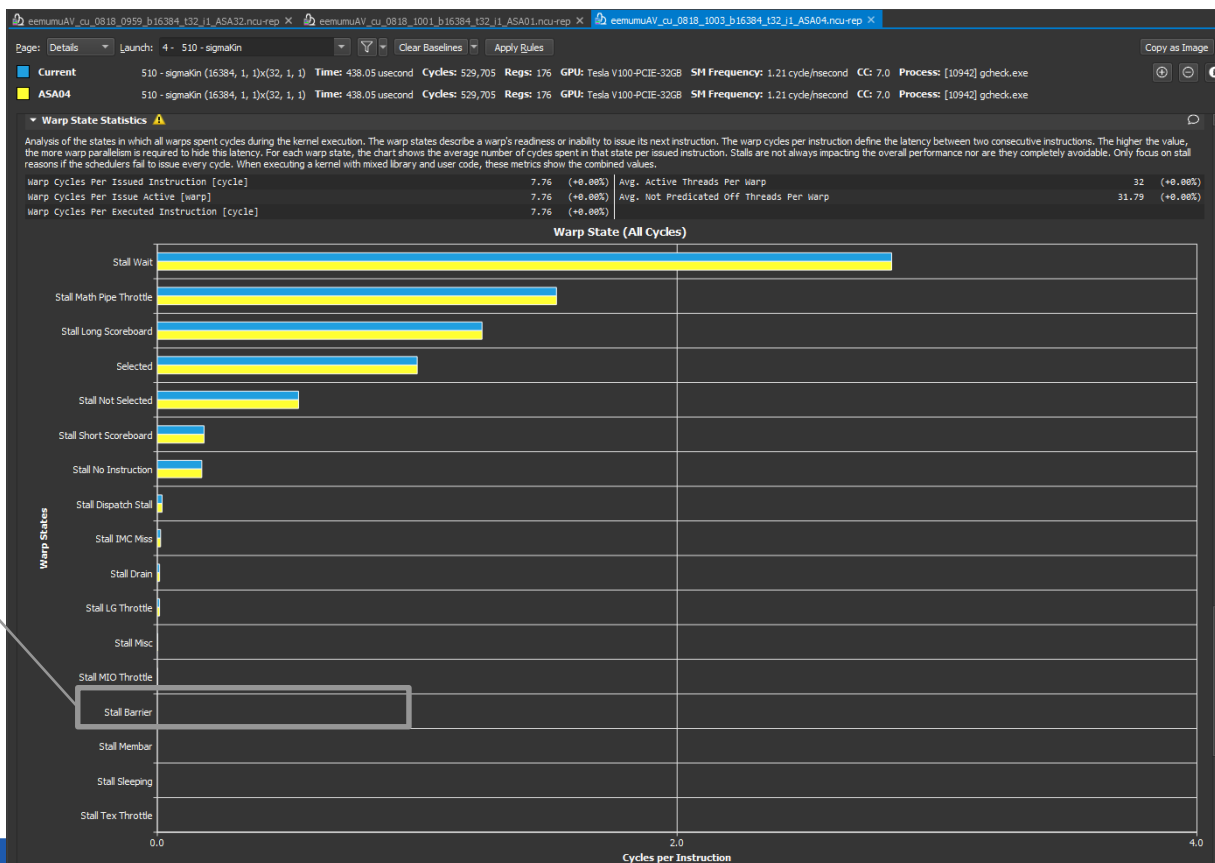 eemumuAV_cu_0818_0959_b16384_t32_j1_ASA32.ncu-rep × eemumuAV_cu_0818_1001_b16384_t32_j1_ASA01.ncu-rep × eemumuAV_cu_0818_1003_b16384_t32_j1_ASA04.ncu-rep ×
Page: Details Launch: 4 - 510 - sigmaKin Clear Baselines Apply Rules Copy as Image
Current 510 - sigmaKin (16384, 1, 1)x(32, 1, 1) Time: 438.05 usecond Cycles: 529,705 Regs: 176 GPU: Tesla V100-PCIE-32GB SM Frequency: 1.21 cycle/nsecond CC: 7.0 Process: [10942] gcheck.exe
ASA04 510 - sigmaKin (16384, 1, 1)x(32, 1, 1) Time: 438.05 usecond Cycles: 529,705 Regs: 176 GPU: Tesla V100-PCIE-32GB SM Frequency: 1.21 cycle/nsecond CC: 7.0 Process: [10942] gcheck.exe
Warp State Statistics
Analysis of the states in which all warps spent cycles during the kernel execution. The warp states describe a warp's readiness or inability to issue its next instruction. The warp cycles per instruction define the latency between two consecutive instructions. The higher the value,
the more warp parallelism is required to hide this latency. For each warp state, the chart shows the average number of cycles spent in that state per issued instruction. Stalls are not always impacting the overall performance nor are they completely avoidable. Only focus on stall
reasons if the schedulers fail to issue every cycle. When executing a kernel with mixed library and user code, these metrics show the combined values.
Warp Cycles Per Issued Instruction [cycle] 7.76 (+0.00%) Avg. Active Threads Per Warp 32 (+0.00%)
Warp Cycles Per Issue Active [warp] 7.76 (+0.00%) Avg. Not Predicated Off Threads Per Warp 31.79 (+0.00%)
Warp Cycles Per Executed Instruction [cycle] 7.76 (+0.00%)
Warp State (All Cycles)
Stall Wait
Stall Math Pipe Throttle
Stall Long Scoreboard
Selected
Stall Not Selected
Stall Short Scoreboard
Stall No Instruction
Stall Dispatch Stall
Stall IMC Miss
Stall Drain
Stall LG Throttle
Stall Misc
Stall MIO Throttle
Stall Barrier
Stall Membar
Stall Sleeping
Stall Tex Throttle
Warp States
0.0 2.0 4.0
Cycles per Instruction